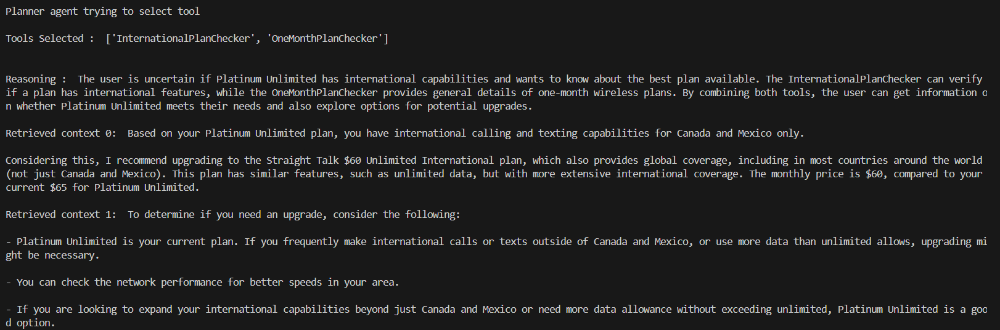 Planner agent trying to select tool
Tools Selected :  ['InternationalPlanChecker', 'OneMonthPlanChecker']
Reasoning :  The user is uncertain if Platinum Unlimited has international capabilities and wants to know about the best plan available. The InternationalPlanChecker can verify
if a plan has international features, while the OneMonthPlanChecker provides general details of one-month wireless plans. By combining both tools, the user can get information o
n whether Platinum Unlimited meets their needs and also explore options for potential upgrades.
Retrieved context 0:  Based on your Platinum Unlimited plan, you have international calling and texting capabilities for Canada and Mexico only.
Considering this, I recommend upgrading to the Straight Talk $60 Unlimited International plan, which also provides global coverage, including in most countries around the world
(not just Canada and Mexico). This plan has similar features, such as unlimited data, but with more extensive international coverage. The monthly price is $60, compared to your
current $65 for Platinum Unlimited.
Retrieved context 1:  To determine if you need an upgrade, consider the following:
- Platinum Unlimited is your current plan. If you frequently make international calls or texts outside of Canada and Mexico, or use more data than unlimited allows, upgrading mi
ght be necessary.
- You can check the network performance for better speeds in your area.
- If you are looking to expand your international capabilities beyond just Canada and Mexico or need more data allowance without exceeding unlimited, Platinum Unlimited is a goo
d option.